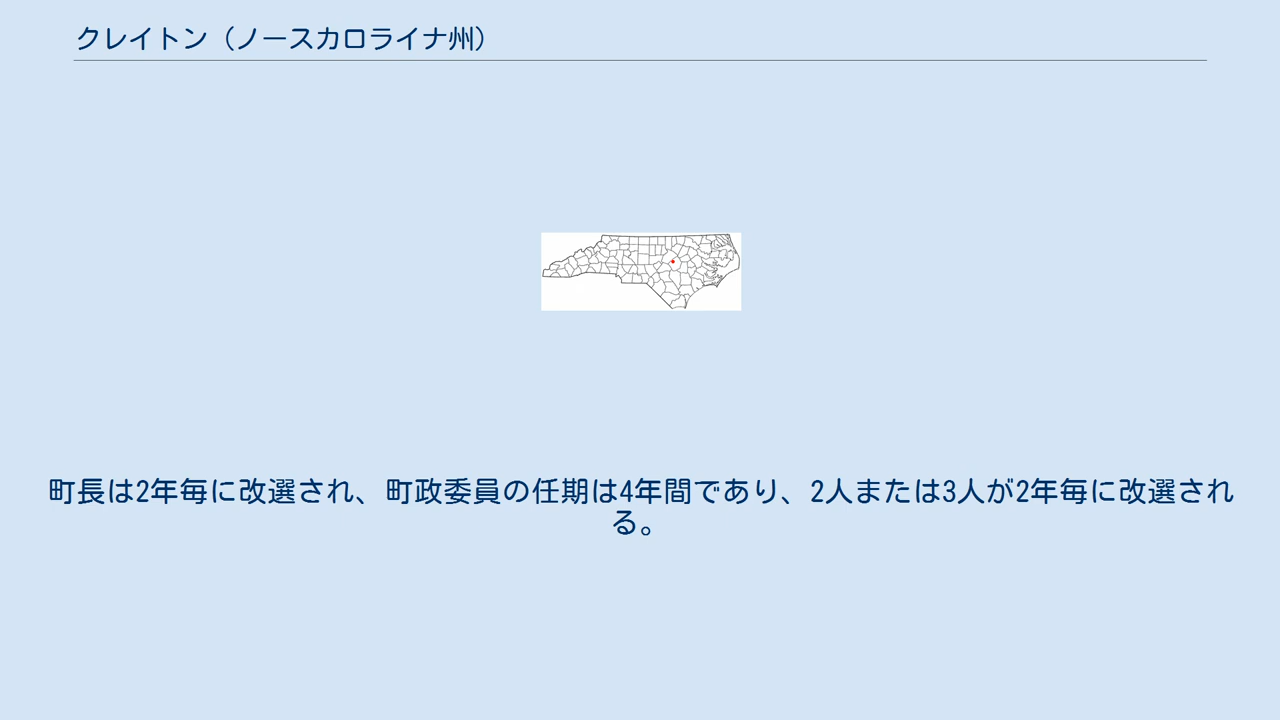 クレイトン（ノースカロライナ州）
町長は2年毎に改選され、町政委員の任期は4年間であり、2人または3人が2年毎に改選され
る。